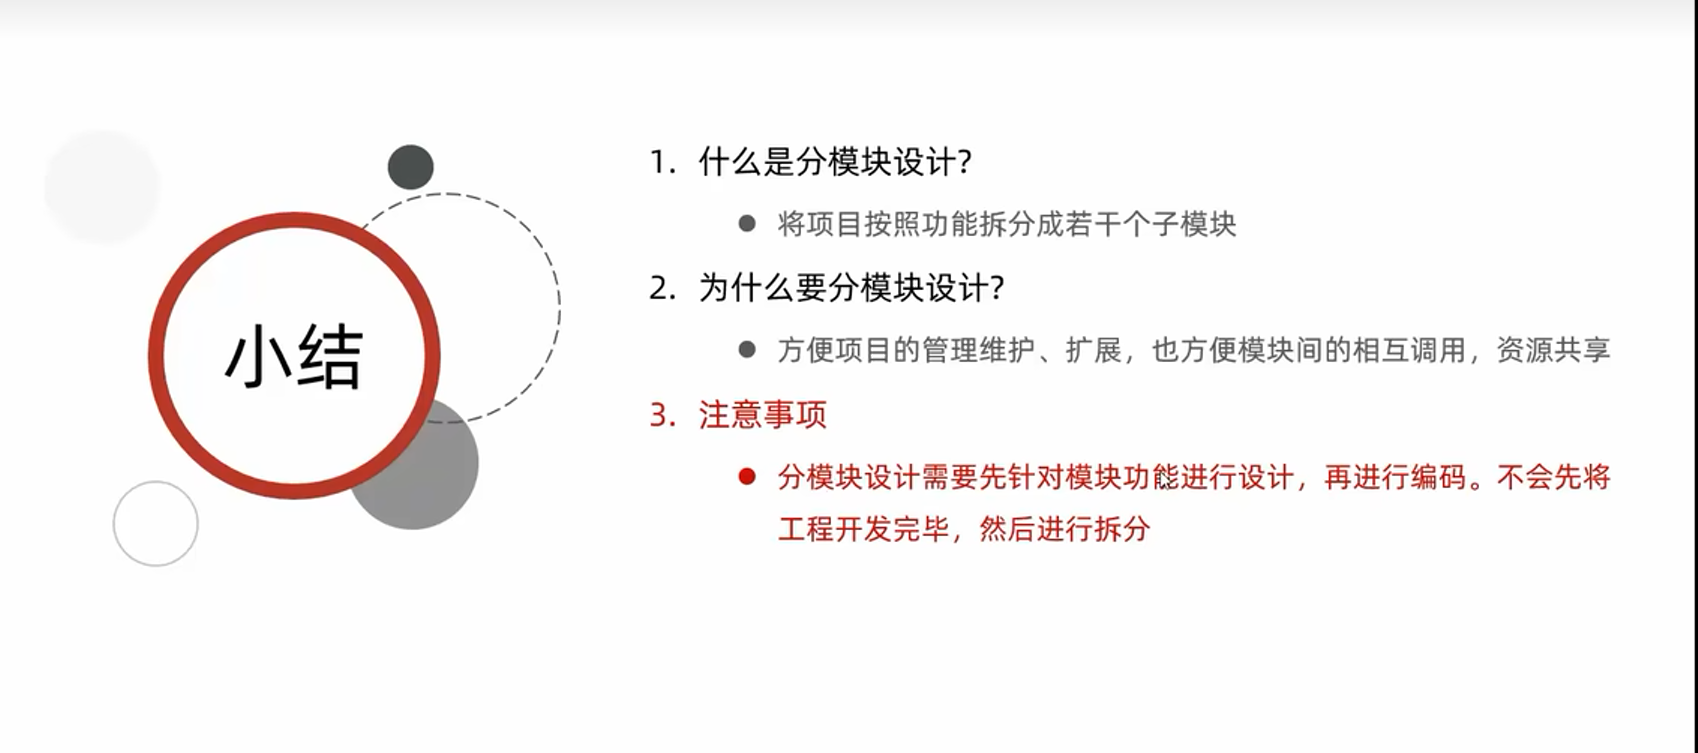 小结
1. 什么是分模块设计？
● 将项目按照功能拆分成若干个子模块
2. 为什么要分模块设计？
● 方便项目的管理维护、扩展，也方便模块间的相互调用，资源共享
3. 注意事项
● 分模块设计需要先针对模块功能进行设计，再进行编码。不会先将
工程开发完毕，然后进行拆分